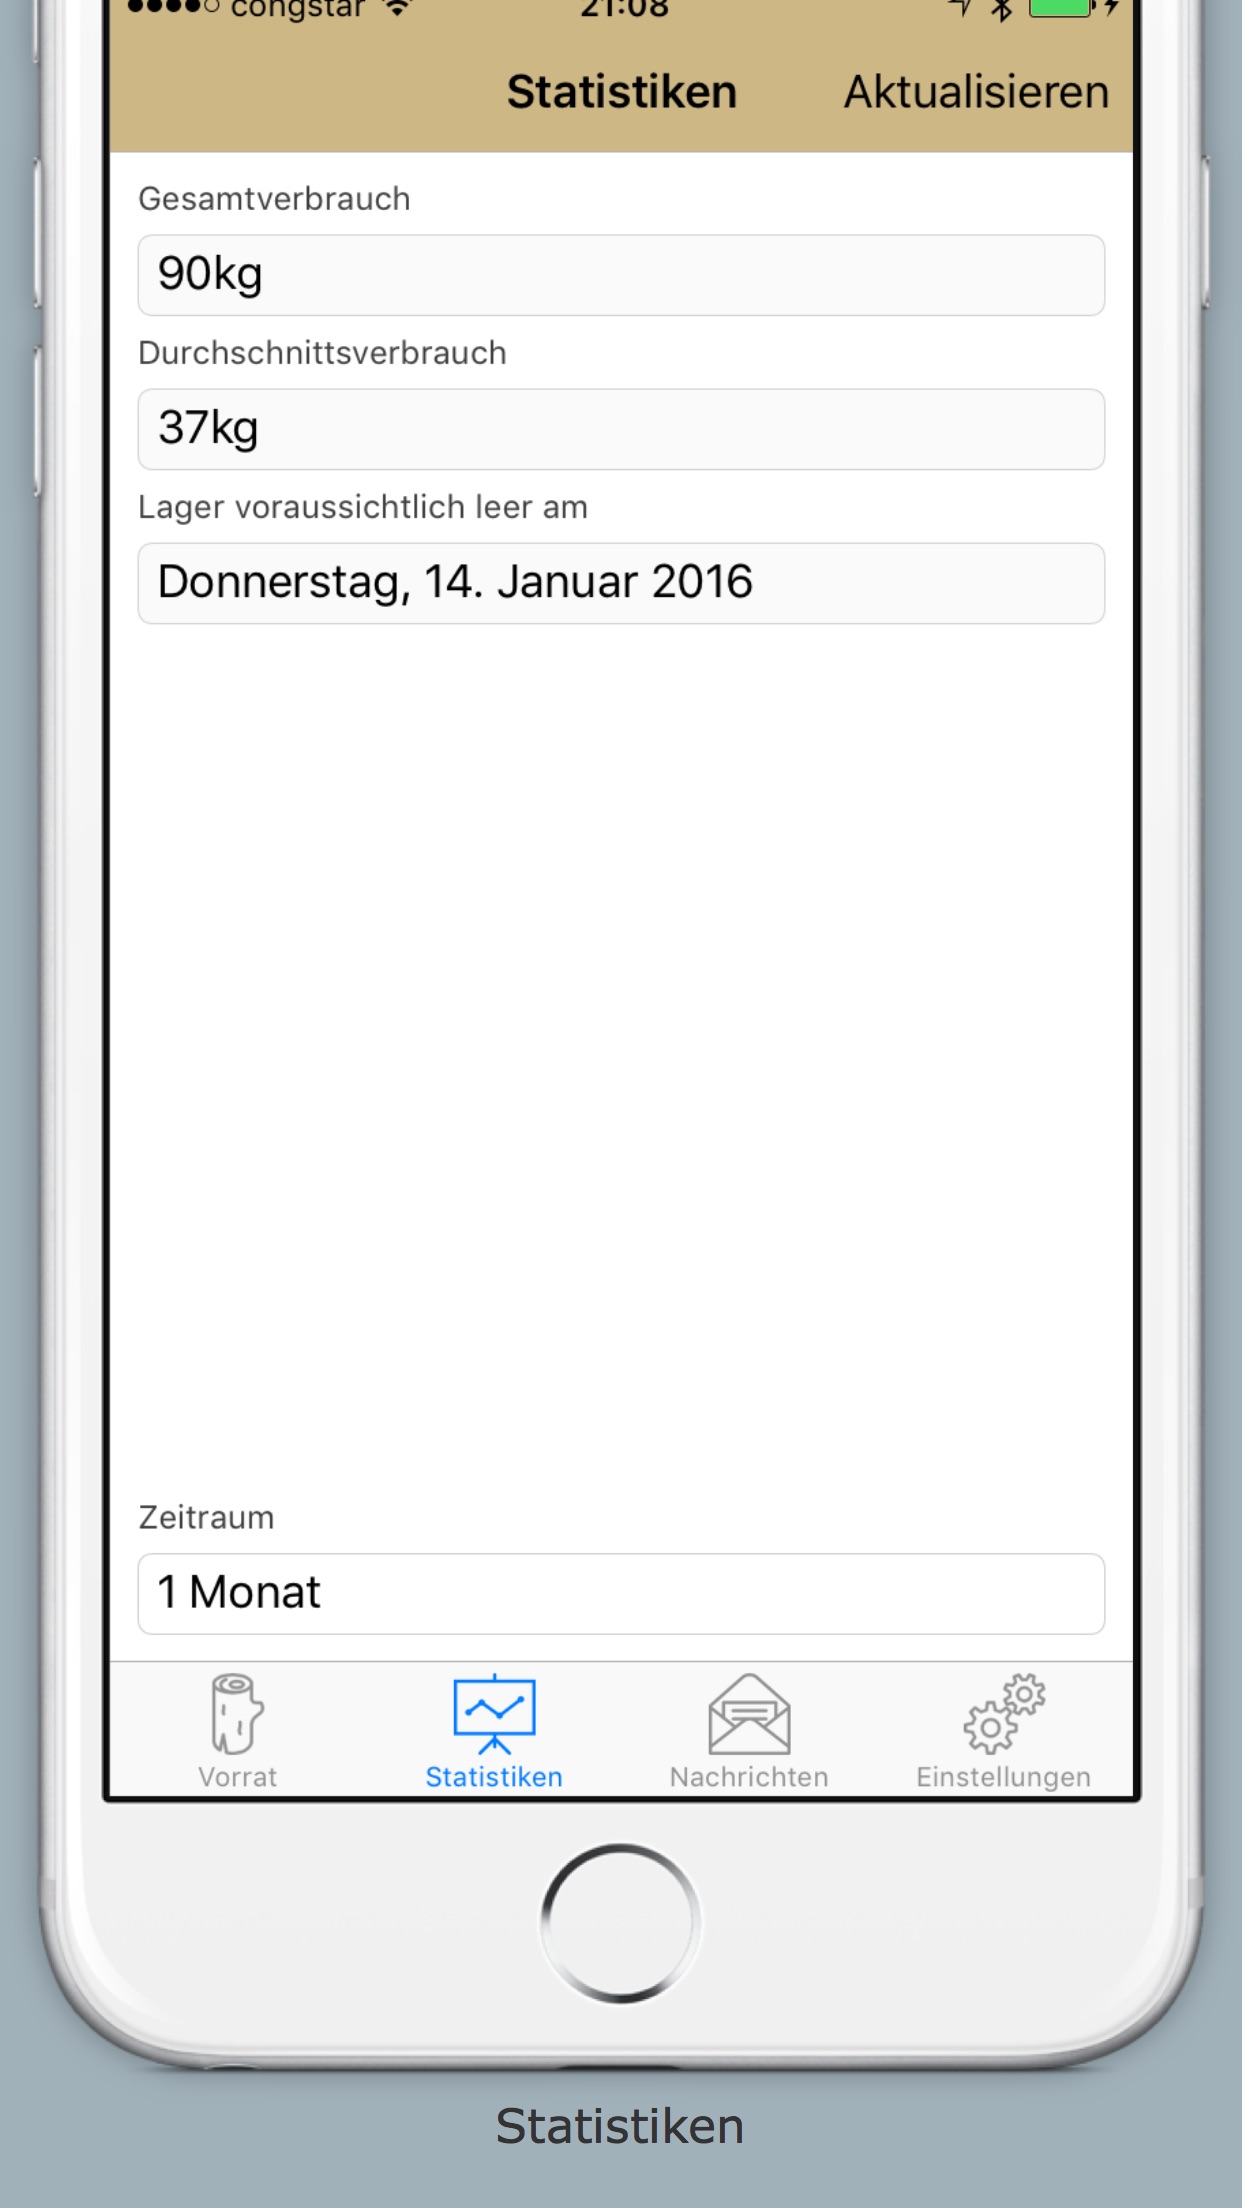 congstar 21:08
Statistiken Aktualisieren
Gesamtverbrauch
90kg
Durchschnittsverbrauch
37kg
Lager voraussichtlich leer am
Donnerstag, 14. Januar 2016
Zeitraum
1 Monat
Vorrat Statistiken Nachrichten Einstellungen
Statistiken